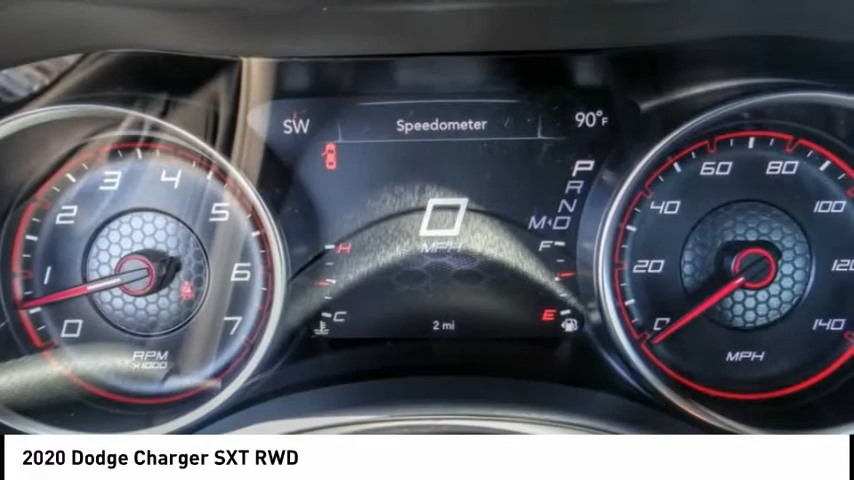 SW Speedometer 90°F
P
R
N
M‹D
0
MPH
H
C
F
E
2 mi
0 1 2 3 4 5 6 7
RPM
x1000
0 20 40 60 80 100 120 140
MPH
2020 Dodge Charger SXT RWD